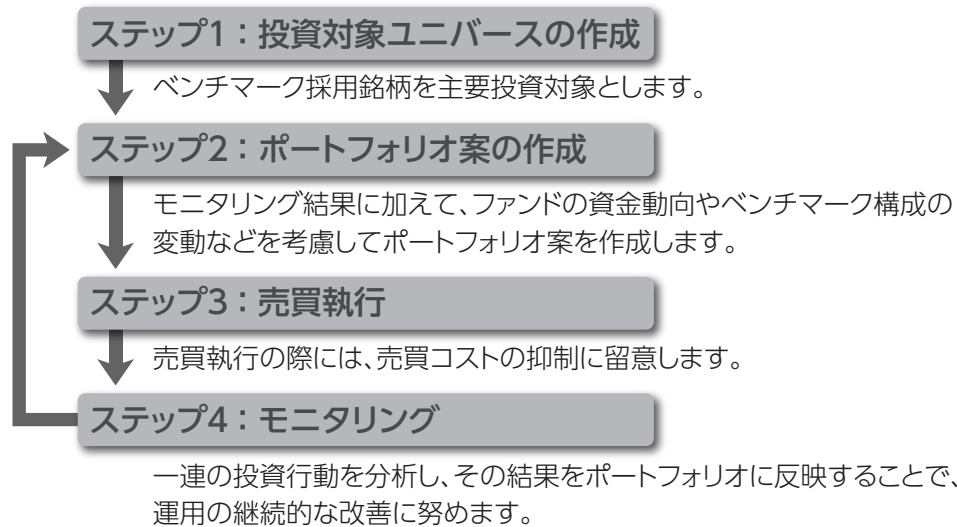 ステップ1：投資対象ユニバースの作成
ベンチマーク採用銘柄を主要投資対象とします。
ステップ2：ポートフォリオ案の作成
モニタリング結果に加えて、ファンドの資金動向やベンチマーク構成の
変動などを考慮してポートフォリオ案を作成します。
ステップ3：売買執行
売買執行の際には、売買コストの抑制に留意します。
ステップ4：モニタリング
一連の投資行動を分析し、その結果をポートフォリオに反映することで、
運用の継続的な改善に努めます。